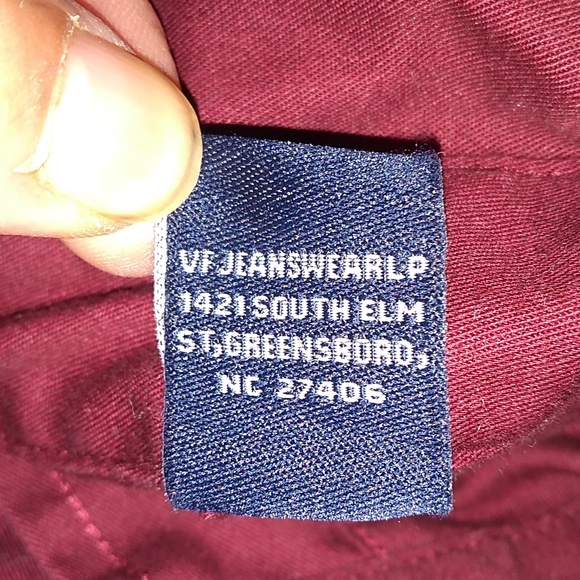 VF JEANSWEAR LP
1421 SOUTH ELM
ST, GREENSBORO,
NC 27406